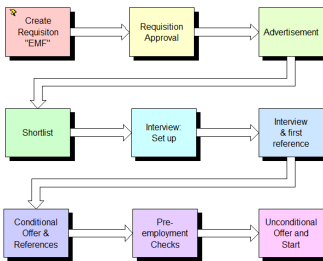 Create
Requisiton
"EMF"
Requisition
Approval
Advertisement
Shortlist
Interview:
Set up
Interview
& first
reference
Conditional
Offer &
References
Pre-
employment
Checks
Unconditional
Offer and
Start